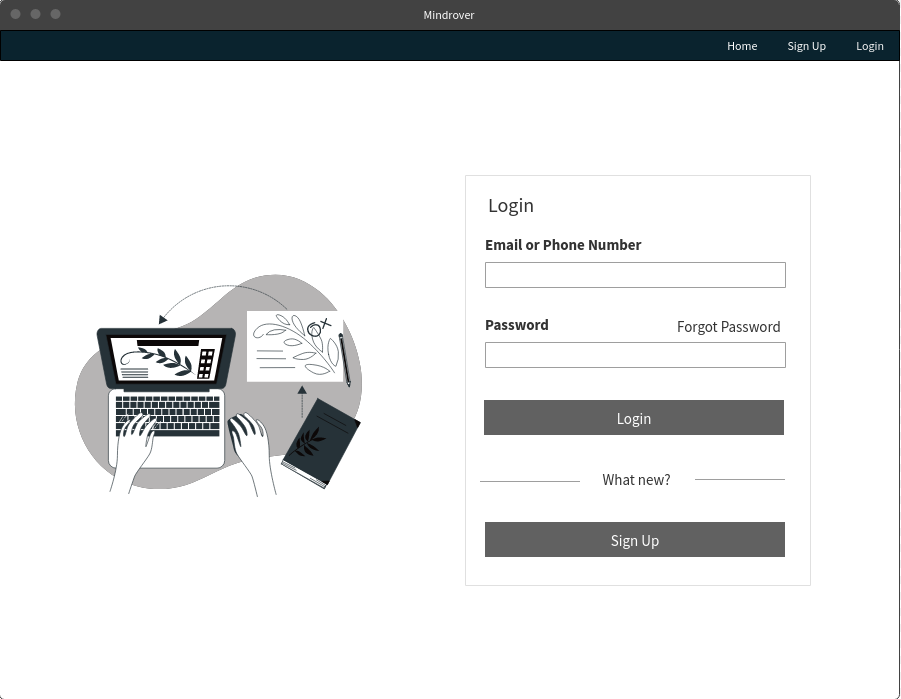 Mindrover
Home Sign Up Login
Login
Email or Phone Number
Password Forgot Password
Login
What new?
Sign Up